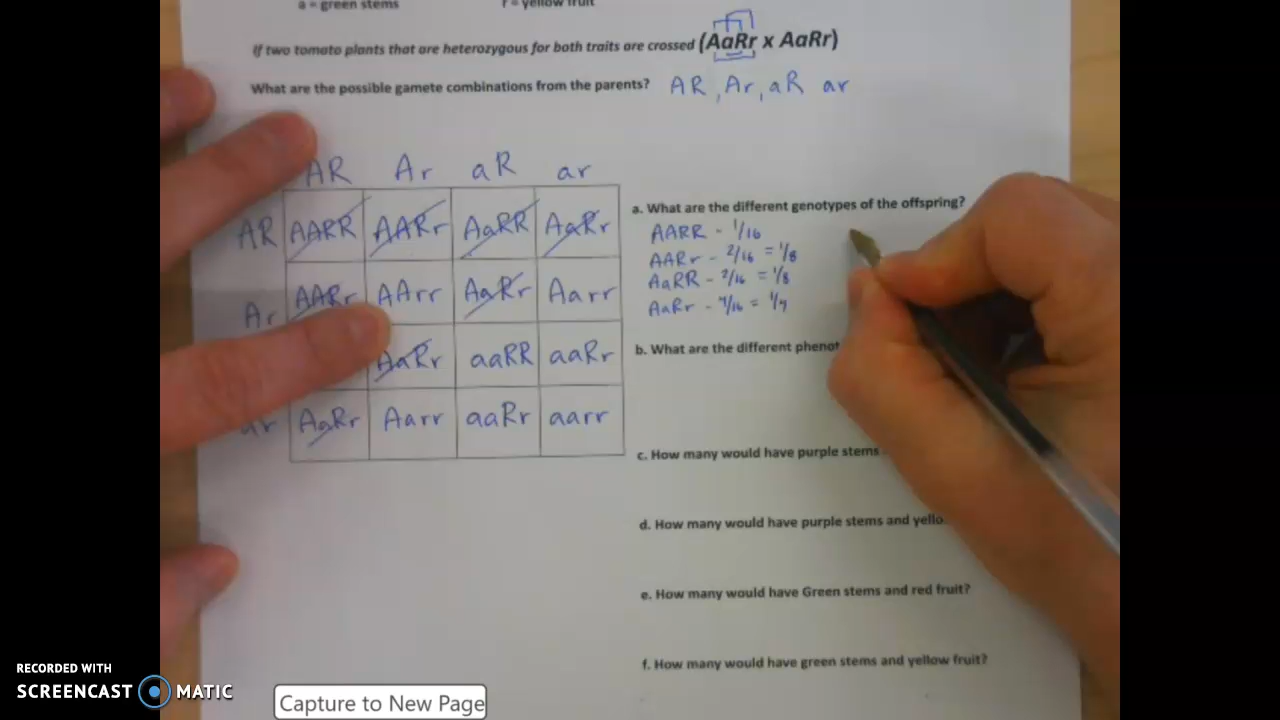 a = green stems r = yellow fruit
If two tomato plants that are heterozygous for both traits are crossed (AaRr x AaRr)
What are the possible gamete combinations from the parents? AR, Ar, aR ar
AR Ar aR ar
AR AARR AARr AaRR AaRr
Ar AARr AArr AaRr Aarr
AaRr aaRR aaRr
ar AaRr Aarr aaRr aarr
a. What are the different genotypes of the offspring?
AARR - 1/16
AARr - 2/16 = 1/8
AaRR - 2/16 = 1/8
AaRr - 4/16 = 1/4
b. What are the different
c. How many would have purple stems
d. How many would have purple stems and
e. How many would have Green stems and red fruit?
f. How many would have green stems and yellow fruit?
RECORDED WITH
SCREENCAST MATIC
Capture to New Page